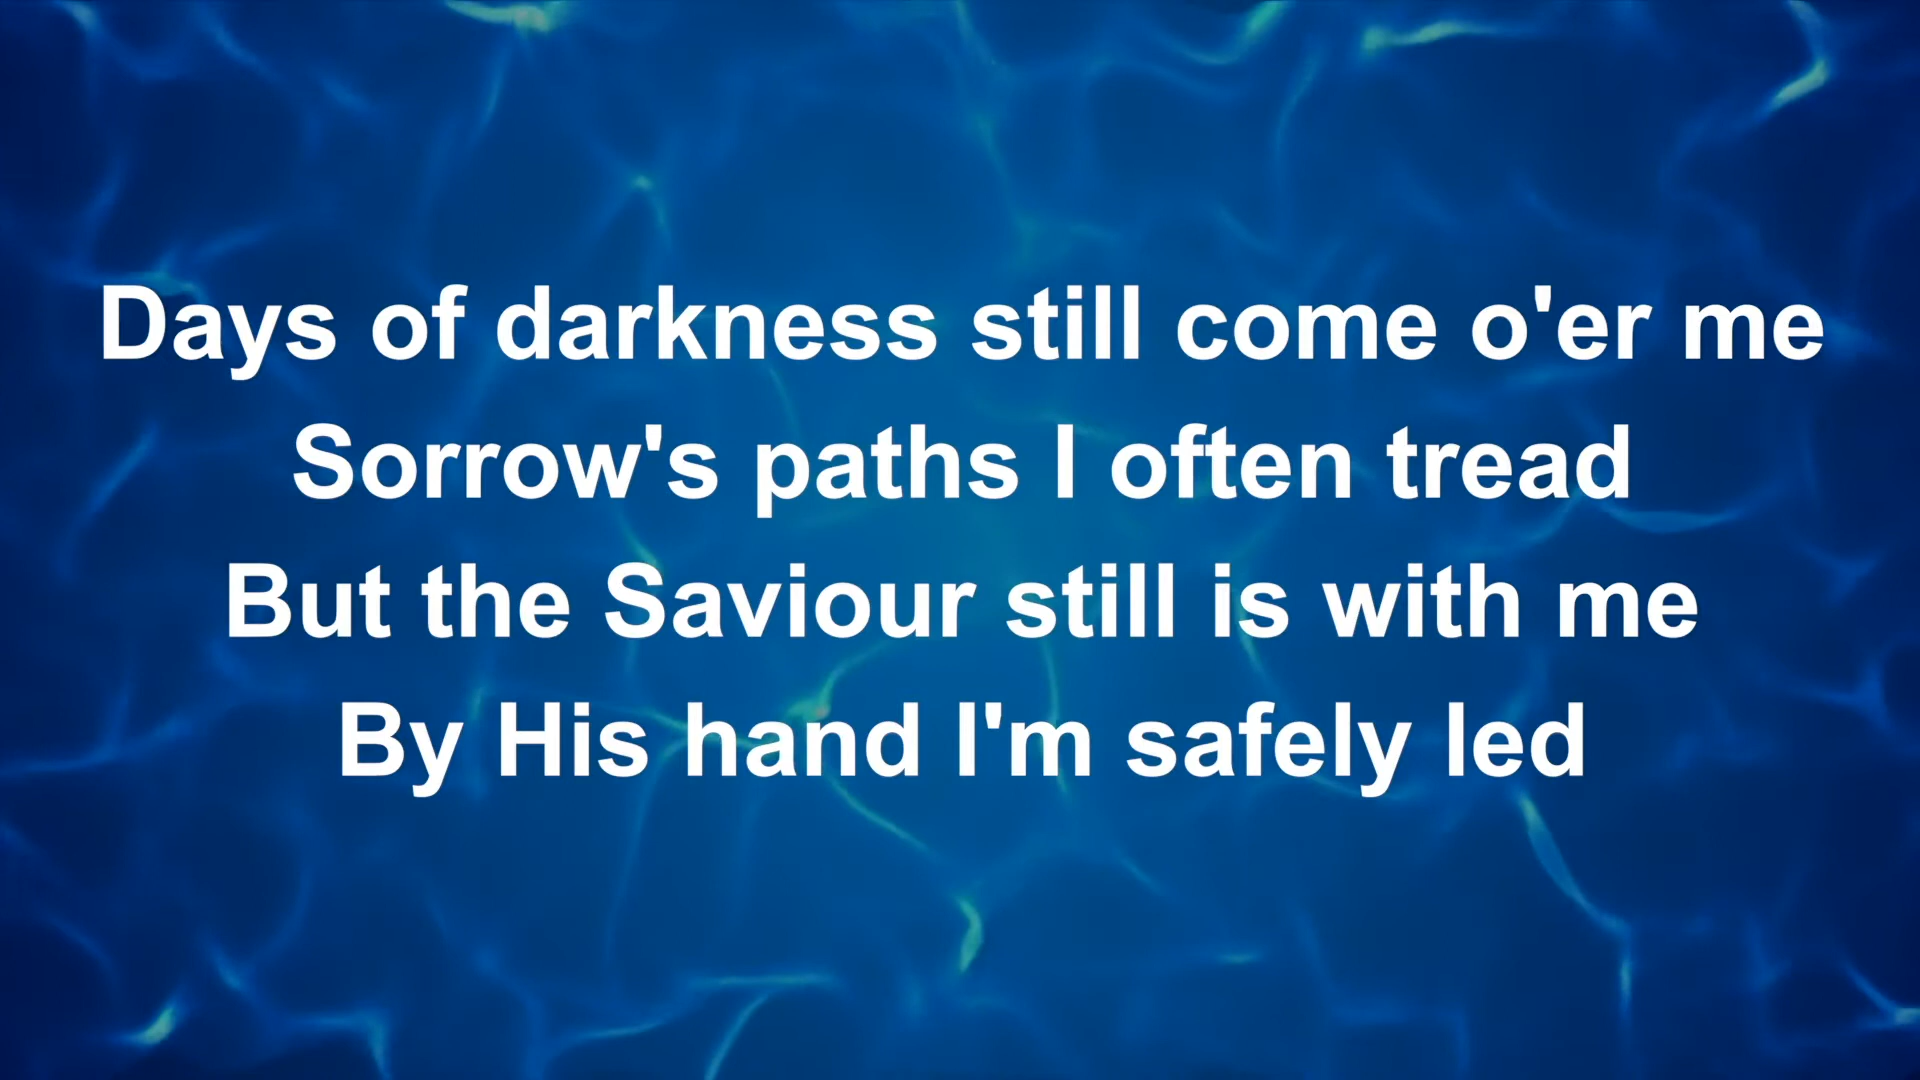 Days of darkness still come o'er me
Sorrow's paths I often tread
But the Saviour still is with me
By His hand I'm safely led